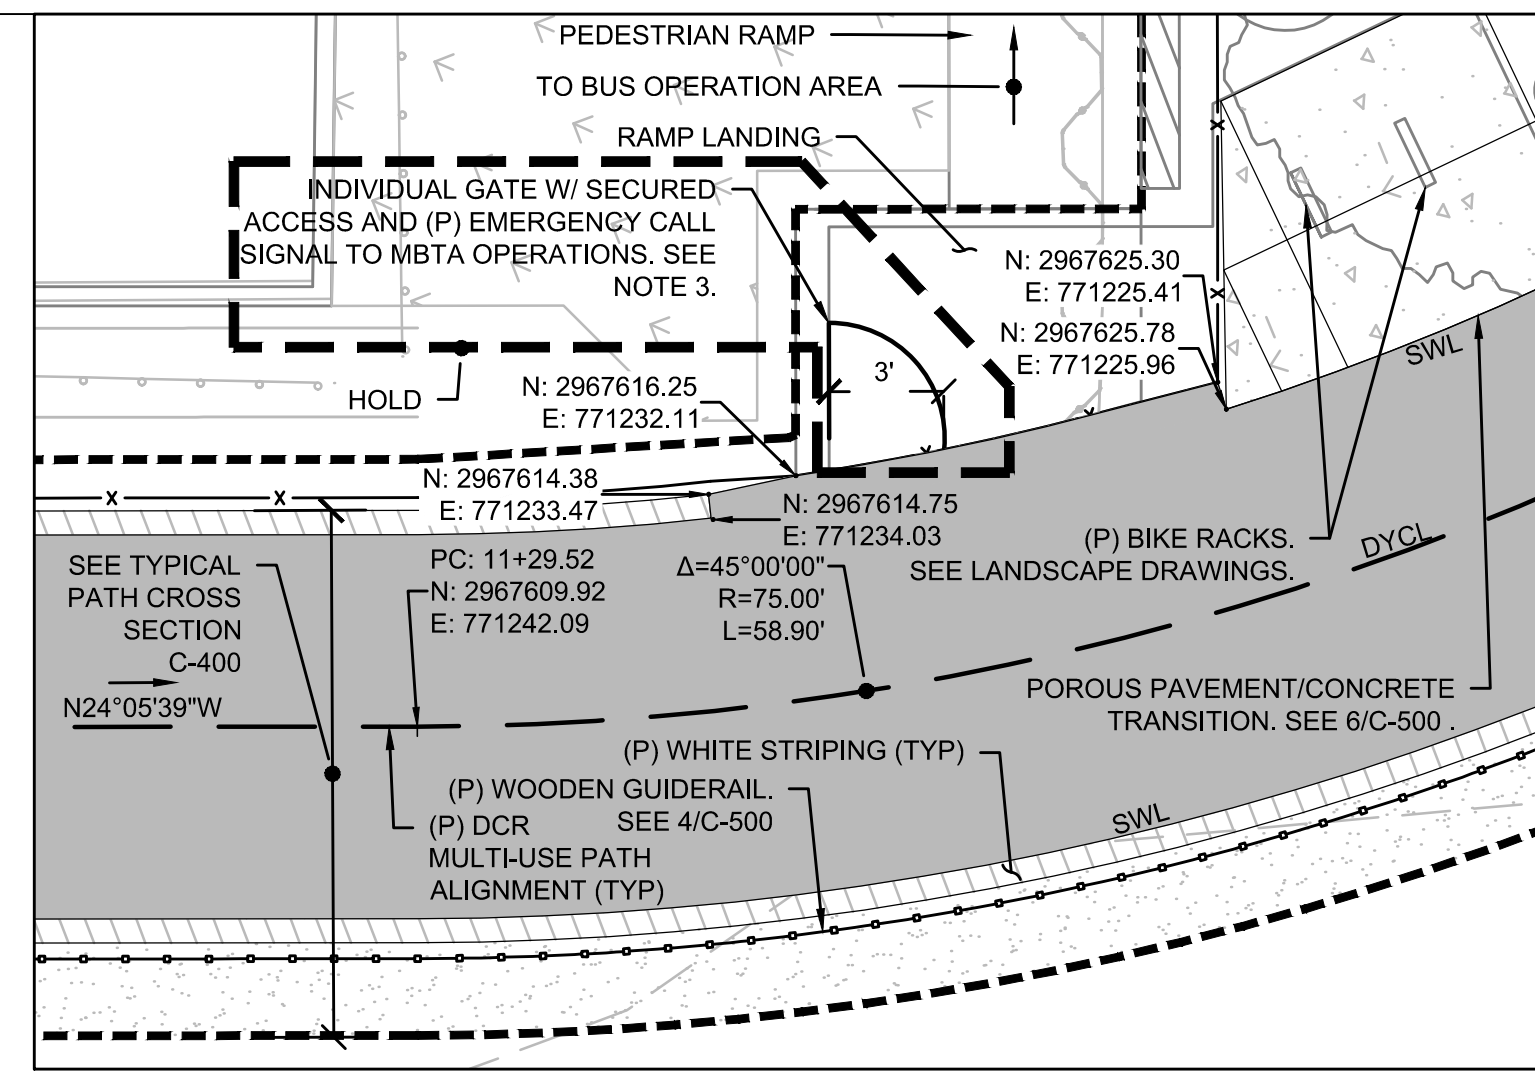 PEDESTRIAN RAMP
TO BUS OPERATION AREA
RAMP LANDING
INDIVIDUAL GATE W/ SECURED
ACCESS AND (P) EMERGENCY CALL
SIGNAL TO MBTA OPERATIONS. SEE
NOTE 3.
N: 2967625.30
E: 771225.41
N: 2967625.78
E: 771225.96
SWL
3'
HOLD
N: 2967616.25
E: 771232.11
N: 2967614.38
E: 771233.47
N: 2967614.75
E: 771234.03
X
X
X
X
SEE TYPICAL
PATH CROSS
SECTION
C-400
N24°05'39"W
PC: 11+29.52
N: 2967609.92
E: 771242.09
Δ=45°00'00"
R=75.00'
L=58.90'
(P) BIKE RACKS.
SEE LANDSCAPE DRAWINGS.
DYCL
POROUS PAVEMENT/CONCRETE
TRANSITION. SEE 6/C-500 .
(P) WHITE STRIPING (TYP)
(P) WOODEN GUIDERAIL.
SEE 4/C-500
(P) DCR
MULTI-USE PATH
ALIGNMENT (TYP)
SWL